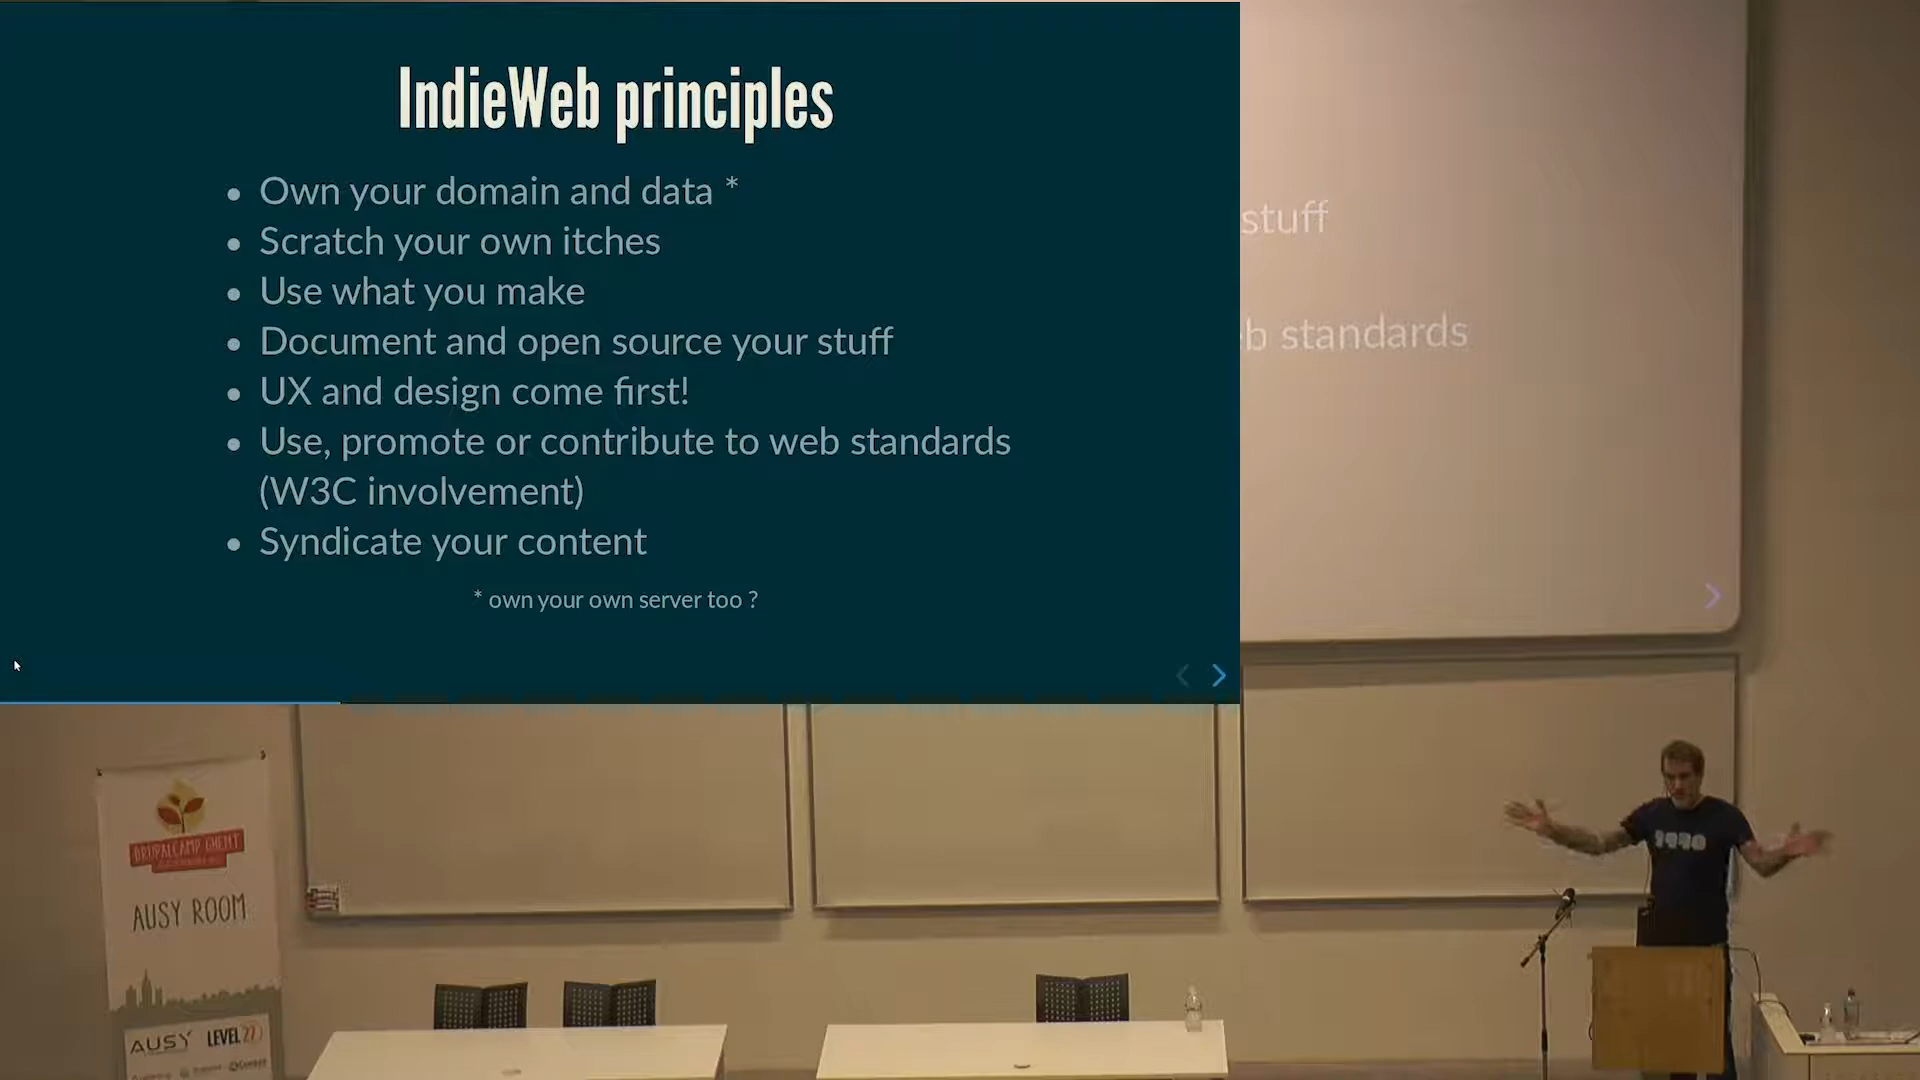 IndieWeb principles
Own your domain and data *
Scratch your own itches
Use what you make
Document and open source your stuff
UX and design come first!
Use, promote or contribute to web standards
(W3C involvement)
Syndicate your content
* own your own server too ?
stuff
b standards
DRUPALCAMP GHENT
AUSY ROOM
AUSY
LEVEL27